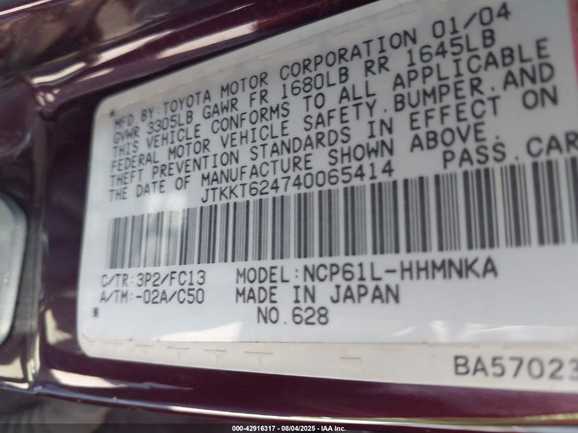 MFD.BY:TOYOTA MOTOR CORPORATION 01/04
GVWR 3305LB GAWR FR 1680LB RR 1645LB
THIS VEHICLE CONFORMS TO ALL APPLICABLE
FEDERAL MOTOR VEHICLE SAFETY,BUMPER,AND
THEFT PREVENTION STANDARDS IN EFFECT ON
THE DATE OF MANUFACTURE SHOWN ABOVE.
JTKKT624740065414 PASS.CAR
C/TR:3P2/FC13 MODEL:NCP61L-HHMNKA
A/TM:-02A/C50 MADE IN JAPAN
NO.628
BA57023
000-42916317 - 08/04/2025 - IAA Inc.